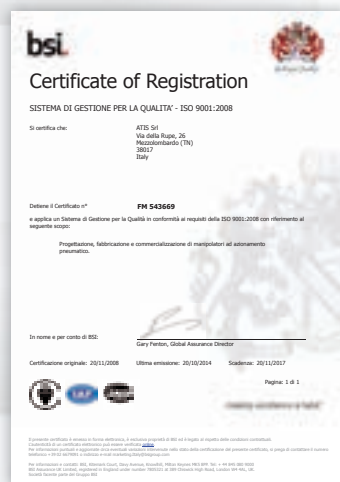 bsi.
Certificate of Registration
SISTEMA DI GESTIONE PER LA QUALITA’ - ISO 9001:2008
Si certifica che:
ATIS Srl
Via della Rupe, 26
Mezzolombardo (TN)
38017
Italy
Detiene il Certificato n°
FM 543669
e applica un Sistema di Gestione per la Qualità in conformità ai requisiti della ISO 9001:2008 con riferimento al
seguente scopo:
Progettazione, fabbricazione e commercializzazione di manipolatori ad azionamento
pneumatico.
In nome e per conto di BSI:
Gary Fenton, Global Assurance Director
Certificazione originale: 20/11/2008
Ultima emissione: 20/10/2014
Scadenza: 20/11/2017
Pagina: 1 di 1